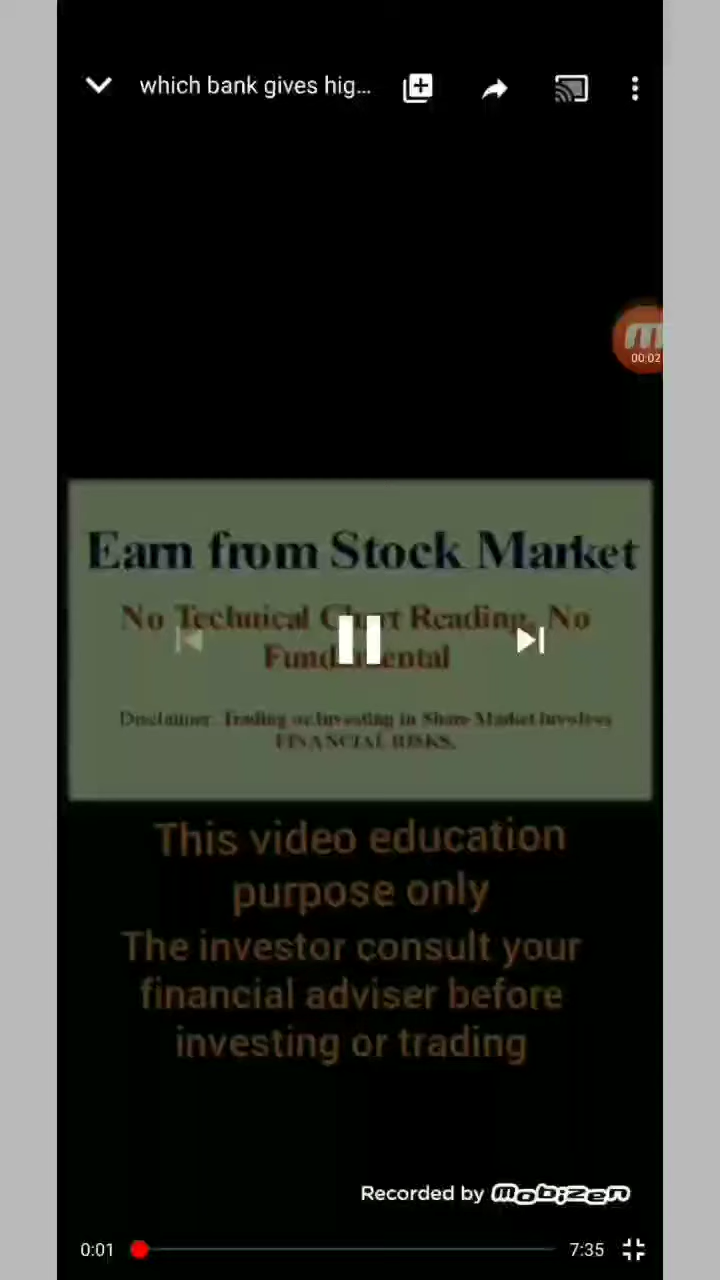 which bank gives hig...
00:02
Earn from Stock Market
No Technical Chart Reading, No
Fundamental
Disclaimer: Trading or Investing in Share Market involves
FINANCIAL RISKS.
This video education
purpose only
The investor consult your
financial adviser before
investing or trading
Recorded by mobizen
0:01
7:35